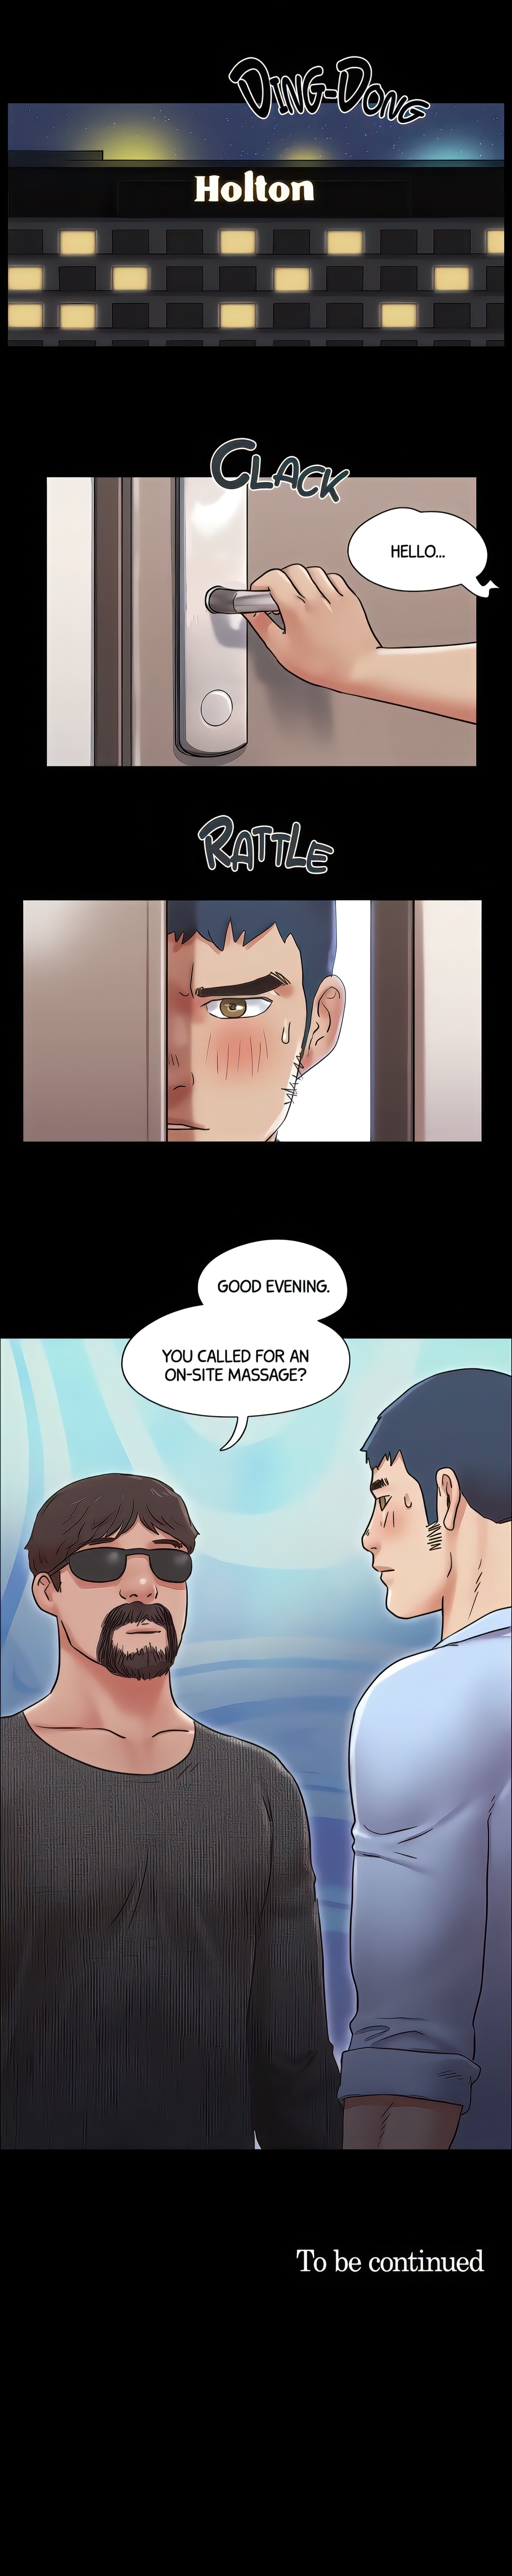 DING-DONG
Holton
CLACK
HELLO...
RATTLE
GOOD EVENING.
YOU CALLED FOR AN
ON-SITE MASSAGE?
To be continued